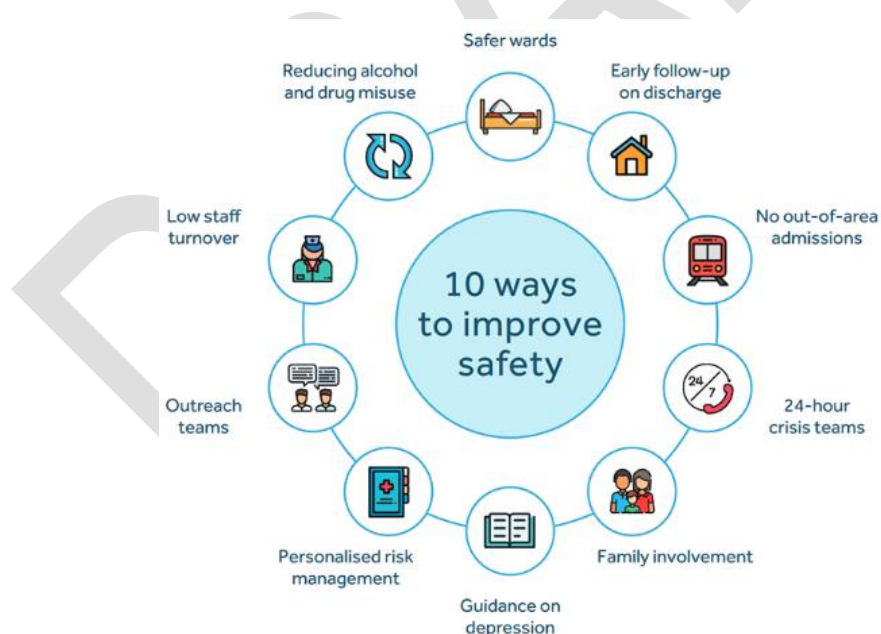 Safer wards
Early follow-up
on discharge
No out-of-area
admissions
24-hour
crisis teams
Family involvement
Guidance on
depression
Personalised risk
management
Outreach
teams
Low staff
turnover
Reducing alcohol
and drug misuse
10 ways
to improve
safety
24/7